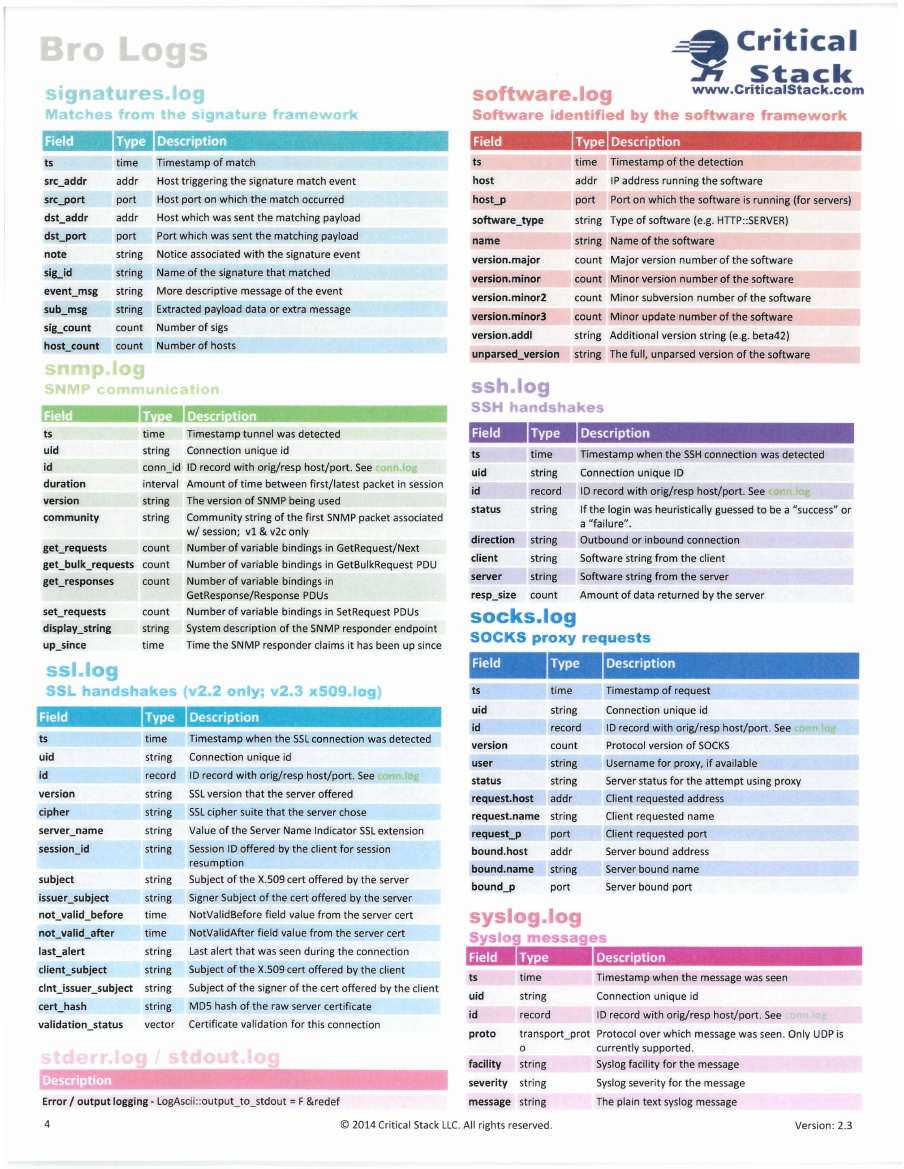 Bro Logs
Critical
Stack
www.CriticalStack.com
signatures.log
Matches from the signature framework
Field Type Description
ts time Timestamp of match
src_addr addr Host triggering the signature match event
src_port port Host port on which the match occurred
dst_addr addr Host which was sent the matching payload
dst_port port Port which was sent the matching payload
note string Notice associated with the signature event
sig_id string Name of the signature that matched
event_msg string More descriptive message of the event
sub_msg string Extracted payload data or extra message
sig_count count Number of sigs
host_count count Number of hosts
snmp.log
SNMP communication
Field Type Description
ts time Timestamp tunnel was detected
uid string Connection unique id
id conn_id ID record with orig/resp host/port. See conn.log
duration interval Amount of time between first/latest packet in session
version string The version of SNMP being used
community string Community string of the first SNMP packet associated
w/ session; v1 & v2c only
get_requests count Number of variable bindings in GetRequest/Next
get_bulk_requests count Number of variable bindings in GetBulkRequest PDU
get_responses count Number of variable bindings in
GetResponse/Response PDUs
set_requests count Number of variable bindings in SetRequest PDUs
display_string string System description of the SNMP responder endpoint
up_since time Time the SNMP responder claims it has been up since
ssl.log
SSL handshakes (v2.2 only; v2.3 x509.log)
Field Type Description
ts time Timestamp when the SSL connection was detected
uid string Connection unique id
id record ID record with orig/resp host/port. See conn.log
version string SSL version that the server offered
cipher string SSL cipher suite that the server chose
server_name string Value of the Server Name Indicator SSL extension
session_id string Session ID offered by the client for session
resumption
subject string Subject of the X.509 cert offered by the server
issuer_subject string Signer Subject of the cert offered by the server
not_valid_before time NotValidBefore field value from the server cert
not_valid_after time NotValidAfter field value from the server cert
last_alert string Last alert that was seen during the connection
client_subject string Subject of the X.509 cert offered by the client
clnt_issuer_subject string Subject of the signer of the cert offered by the client
cert_hash string MD5 hash of the raw server certificate
validation_status vector Certificate validation for this connection
stderr.log / stdout.log
Description
Error / output logging - LogAscii::output_to_stdout = F &redef
software.log
Software identified by the software framework
Field Type Description
ts time Timestamp of the detection
host addr IP address running the software
host_p port Port on which the software is running (for servers)
software_type string Type of software (e.g. HTTP::SERVER)
name string Name of the software
version.major count Major version number of the software
version.minor count Minor version number of the software
version.minor2 count Minor subversion number of the software
version.minor3 count Minor update number of the software
version.addl string Additional version string (e.g. beta42)
unparsed_version string The full, unparsed version of the software
ssh.log
SSH handshakes
Field Type Description
ts time Timestamp when the SSH connection was detected
uid string Connection unique ID
id record ID record with orig/resp host/port. See conn.log
status string If the login was heuristically guessed to be a "success" or
a "failure".
direction string Outbound or inbound connection
client string Software string from the client
server string Software string from the server
resp_size count Amount of data returned by the server
socks.log
SOCKS proxy requests
Field Type Description
ts time Timestamp of request
uid string Connection unique id
id record ID record with orig/resp host/port. See conn.log
version count Protocol version of SOCKS
user string Username for proxy, if available
status string Server status for the attempt using proxy
request.host addr Client requested address
request.name string Client requested name
request_p port Client requested port
bound.host addr Server bound address
bound.name string Server bound name
bound_p port Server bound port
syslog.log
Syslog messages
Field Type Description
ts time Timestamp when the message was seen
uid string Connection unique id
id record ID record with orig/resp host/port. See conn.log
proto transport_prot Protocol over which message was seen. Only UDP is
o currently supported.
facility string Syslog facility for the message
severity string Syslog severity for the message
message string The plain text syslog message
4 © 2014 Critical Stack LLC. All rights reserved. Version: 2.3